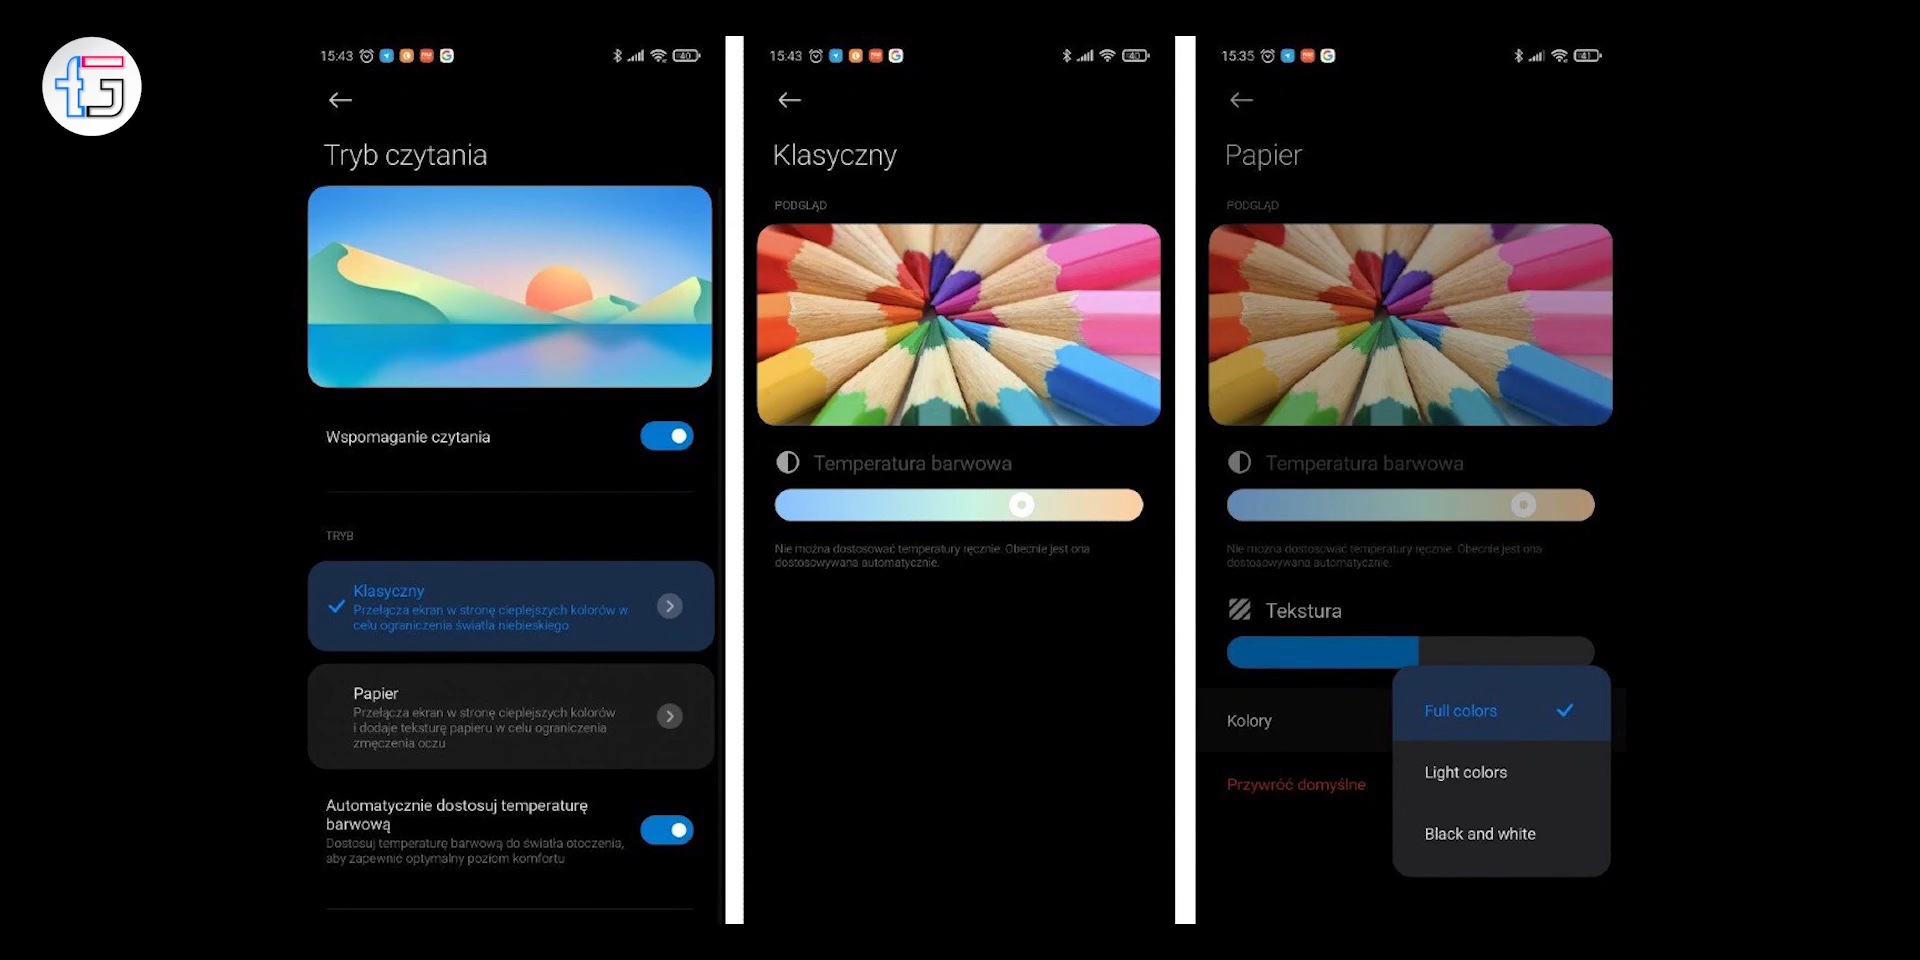 15:43
40
Tryb czytania
Wspomaganie czytania
TRYB
Klasyczny
Przełącza ekran w stronę cieplejszych kolorów w
celu ograniczenia światła niebieskiego
Papier
Przełącza ekran w stronę cieplejszych kolorów
i dodaje teksturę papieru w celu ograniczenia
zmęczenia oczu
Automatycznie dostosuj temperaturę
barwową
Dostosuj temperaturę barwową do światła otoczenia,
aby zapewnić optymalny poziom komfortu
15:43
40
Klasyczny
PODGLĄD
Temperatura barwowa
Nie można dostosować temperatury ręcznie. Obecnie jest ona
dostosowywana automatycznie.
15:35
41
Papier
PODGLĄD
Temperatura barwowa
Nie można dostosować temperatury ręcznie. Obecnie jest ona
dostosowywana automatycznie.
Tekstura
Kolory
Full colors
Light colors
Przywróć domyślne
Black and white